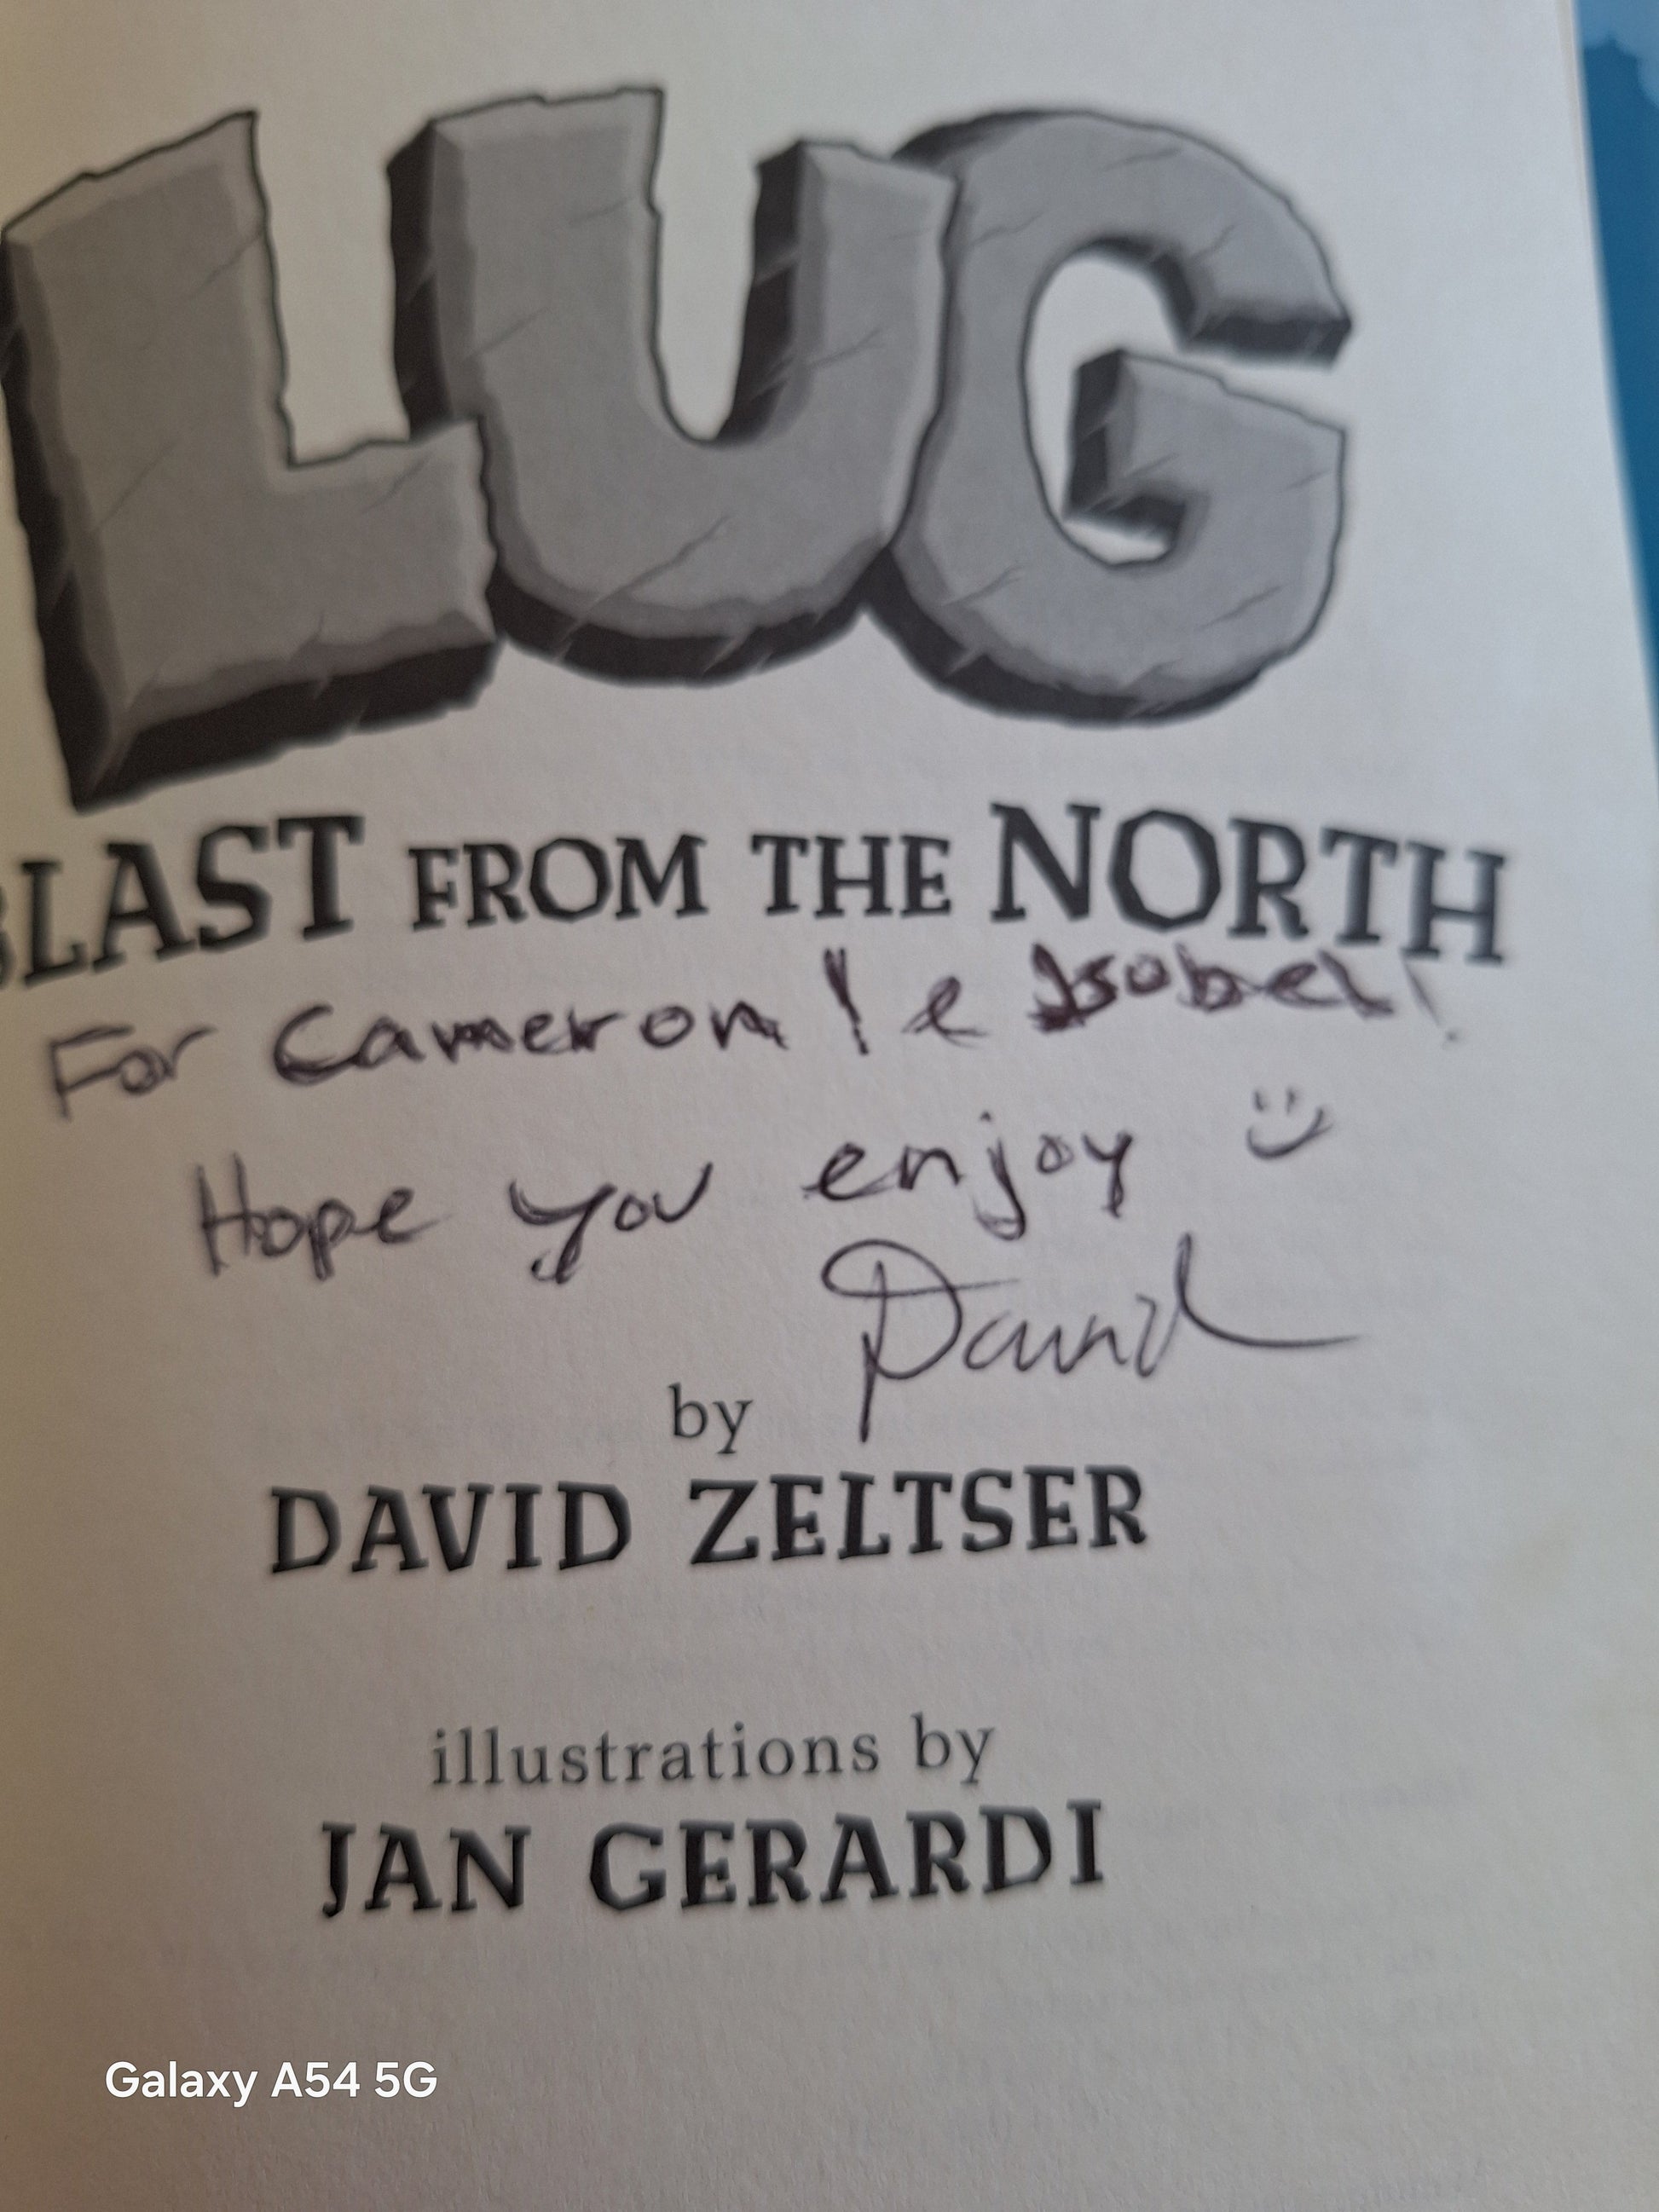 LUG
BLAST FROM THE NORTH
For Cameron! & Isobel!
Hope you enjoy :)
David
by
DAVID ZELTSER
illustrations by
JAN GERARDI
Galaxy A54 5G